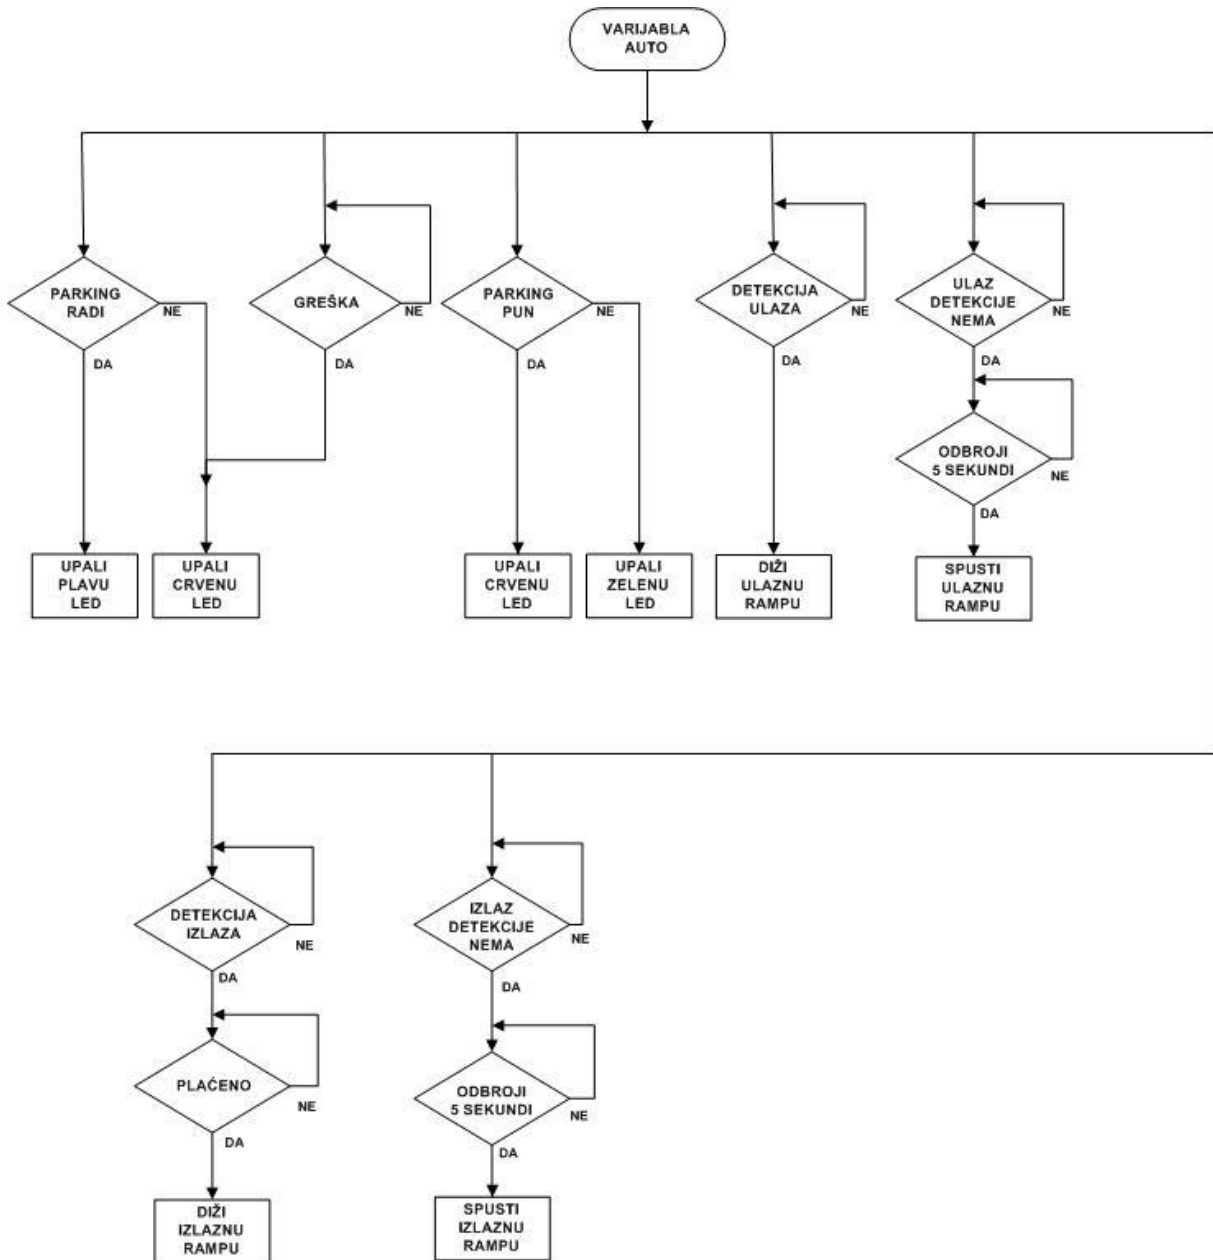 VARIJABLA
AUTO
PARKING
RADI
NE
DA
GREŠKA
NE
DA
PARKING
PUN
NE
DA
DETEKCIJA
ULAZA
NE
DA
ULAZ
DETEKCIJE
NEMA
NE
DA
ODBROJI
5 SEKUNDI
NE
DA
UPALI
PLAVU
LED
UPALI
CRVENU
LED
UPALI
CRVENU
LED
UPALI
ZELENU
LED
DIŽI
ULAZNU
RAMPU
SPUSTI
ULAZNU
RAMPU
DETEKCIJA
IZLAZA
NE
DA
IZLAZ
DETEKCIJE
NEMA
NE
DA
PLAĆENO
NE
DA
ODBROJI
5 SEKUNDI
NE
DA
DIŽI
IZLAZNU
RAMPU
SPUSTI
IZLAZNU
RAMPU